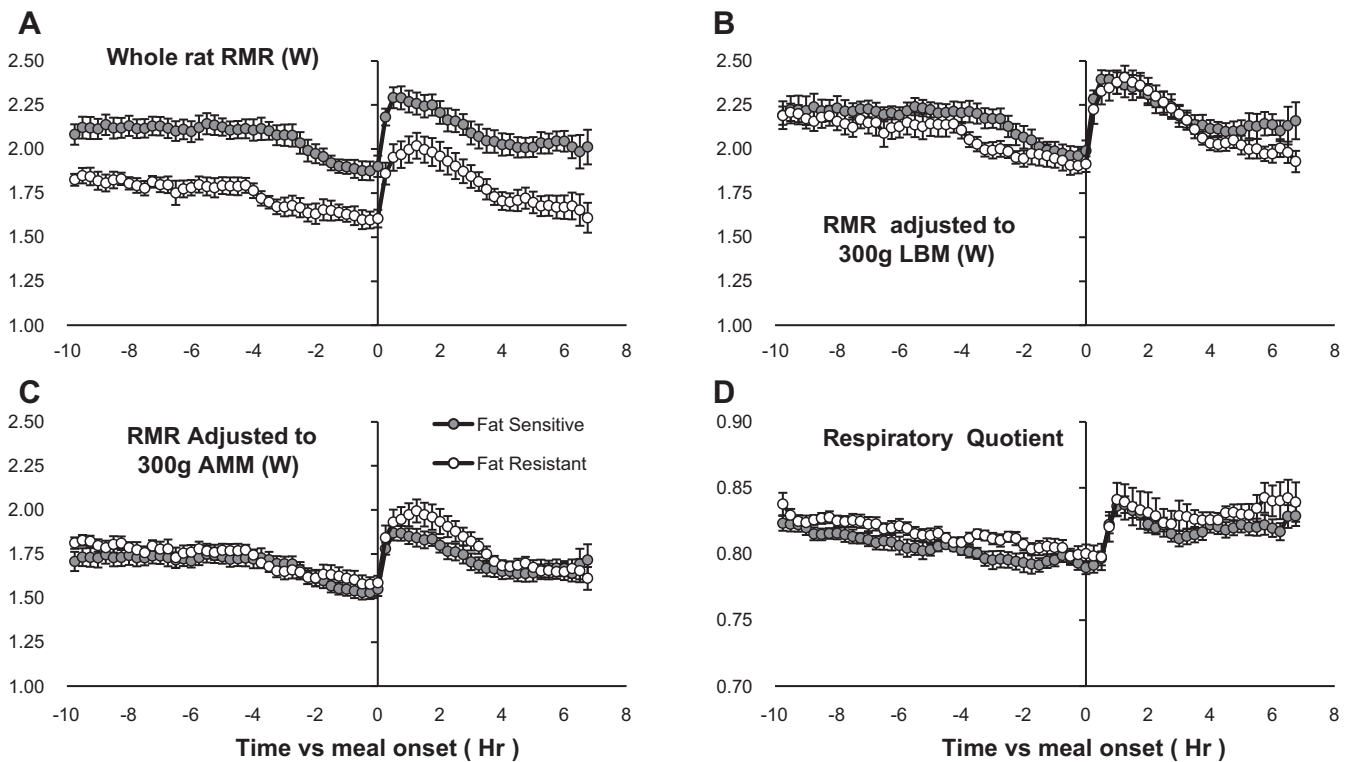 A
Whole rat RMR (W)
2.50
2.25
2.00
1.75
1.50
1.25
1.00
-10 -8 -6 -4 -2 0 2 4 6 8
B
2.50
2.25
2.00
1.75
1.50
1.25
1.00
RMR adjusted to
300g LBM (W)
-10 -8 -6 -4 -2 0 2 4 6 8
C
2.50
2.25
2.00
1.75
1.50
1.25
1.00
RMR Adjusted to
300g AMM (W)
Fat Sensitive
Fat Resistant
-10 -8 -6 -4 -2 0 2 4 6 8
Time vs meal onset ( Hr )
D
0.90
0.85
0.80
0.75
0.70
Respiratory Quotient
-10 -8 -6 -4 -2 0 2 4 6 8
Time vs meal onset ( Hr )